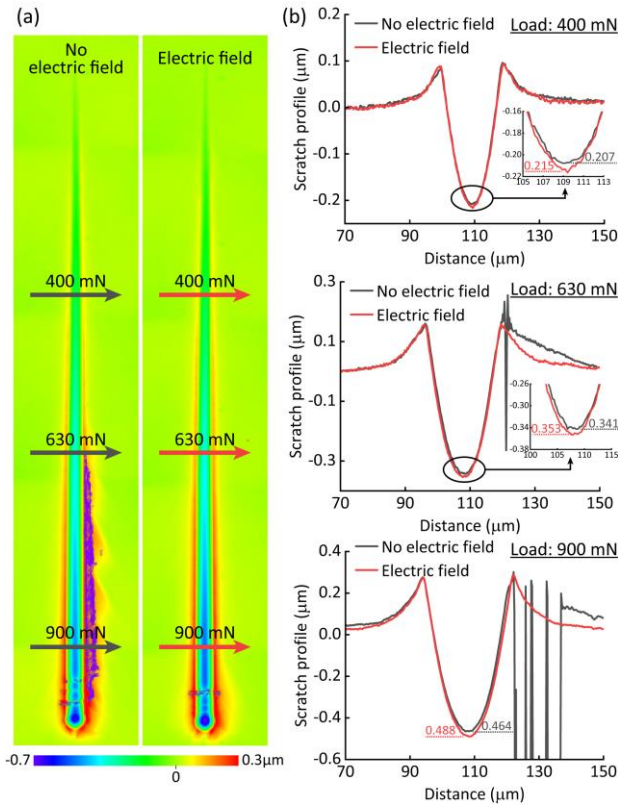 (a)
No
electric field
Electric field
400 mN
400 mN
630 mN
630 mN
900 mN
900 mN
-0.7
0
0.3μm
(b)
No electric field
Electric field
Load: 400 mN
Scratch profile (μm)
0.1
0.0
-0.1
-0.2
-0.16
-0.18
-0.20
-0.22
0.215
0.207
105 107 109 111 113
70 90 110 130 150
Distance (μm)
No electric field
Electric field
Load: 630 mN
Scratch profile (μm)
0.3
0.1
-0.1
-0.3
-0.26
-0.30
-0.34
-0.38
0.353
0.341
100 105 110 115
70 90 110 130 150
Distance (μm)
No electric field
Electric field
Load: 900 mN
Scratch profile (μm)
0.4
0.2
0.0
-0.2
-0.4
-0.6
0.488
0.464
70 90 110 130 150
Distance (μm)